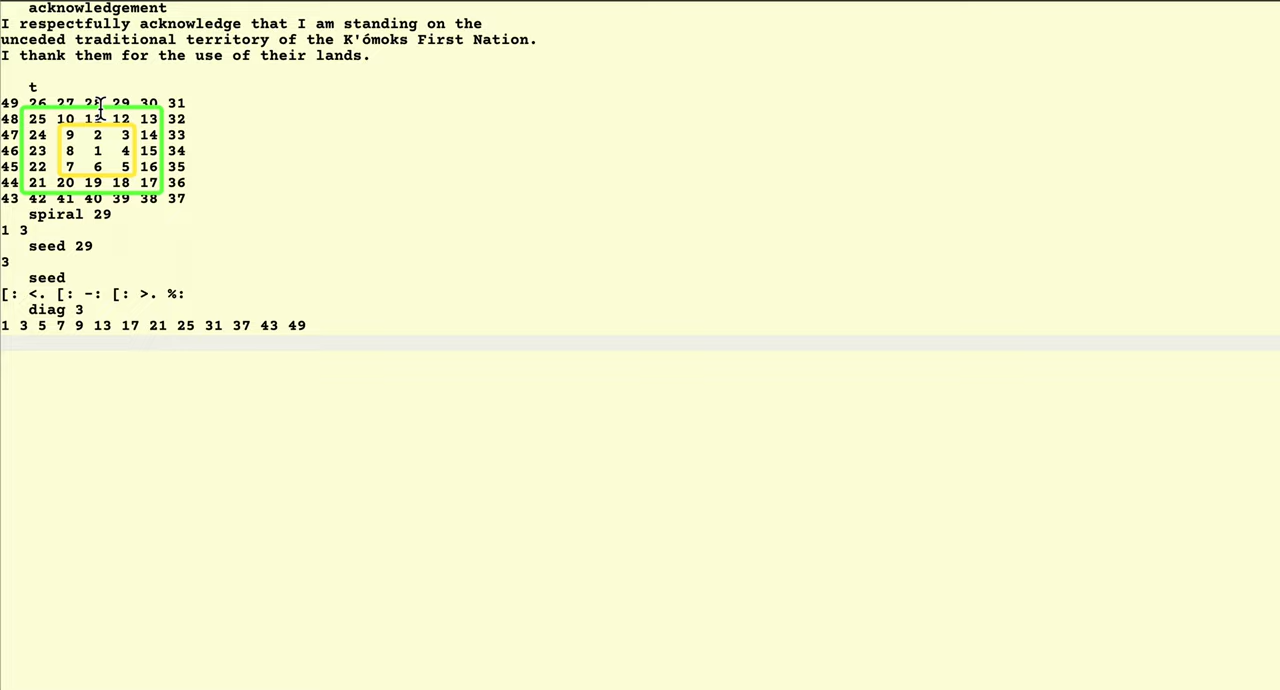 acknowledgement
I respectfully acknowledge that I am standing on the
unceded traditional territory of the K'ómoks First Nation.
I thank them for the use of their lands.
t
49 26 27 28 29 30 31
48 25 10 11 12 13 32
47 24 9 2 3 14 33
46 23 8 1 4 15 34
45 22 7 6 5 16 35
44 21 20 19 18 17 36
43 42 41 40 39 38 37
spiral 29
1 3
seed 29
3
seed
[: <. [: -: [: >. %:
diag 3
1 3 5 7 9 13 17 21 25 31 37 43 49